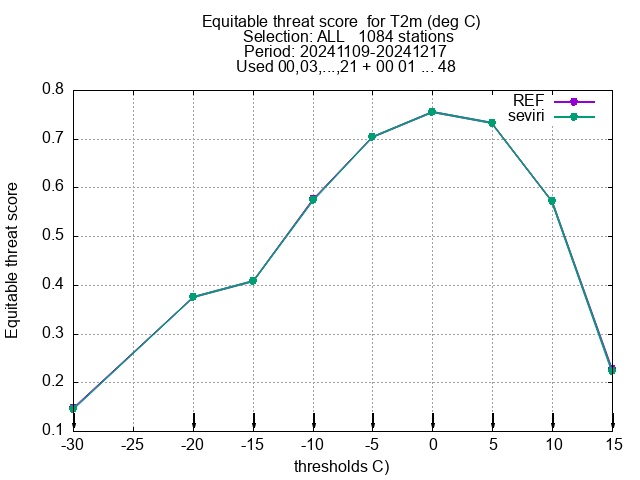 Equitable threat score  for T2m (deg C)
Selection: ALL   1084 stations
Period: 20241109-20241217
Used 00,03,...,21 + 00 01 ... 48
REF
seviri
0.8
0.7
0.6
0.5
0.4
0.3
0.2
0.1
Equitable threat score
-30 -25 -20 -15 -10 -5 0 5 10 15
thresholds C)